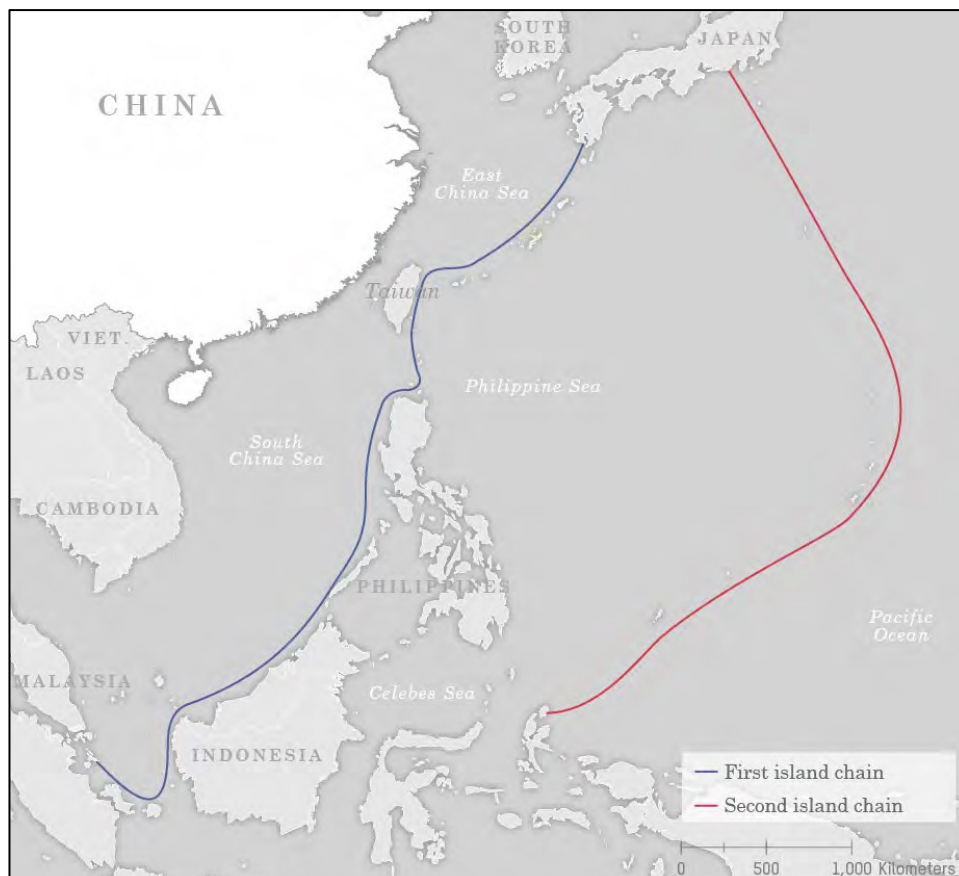 SOUTH
KOREA
JAPAN
CHINA
East
China Sea
Taiwan
VIET.
LAOS
Philippine Sea
South
China Sea
CAMBODIA
PHILIPPINES
Pacific
Ocean
MALAYSIA
Celebes Sea
INDONESIA
First island chain
Second island chain
0 500 1,000 Kilometers